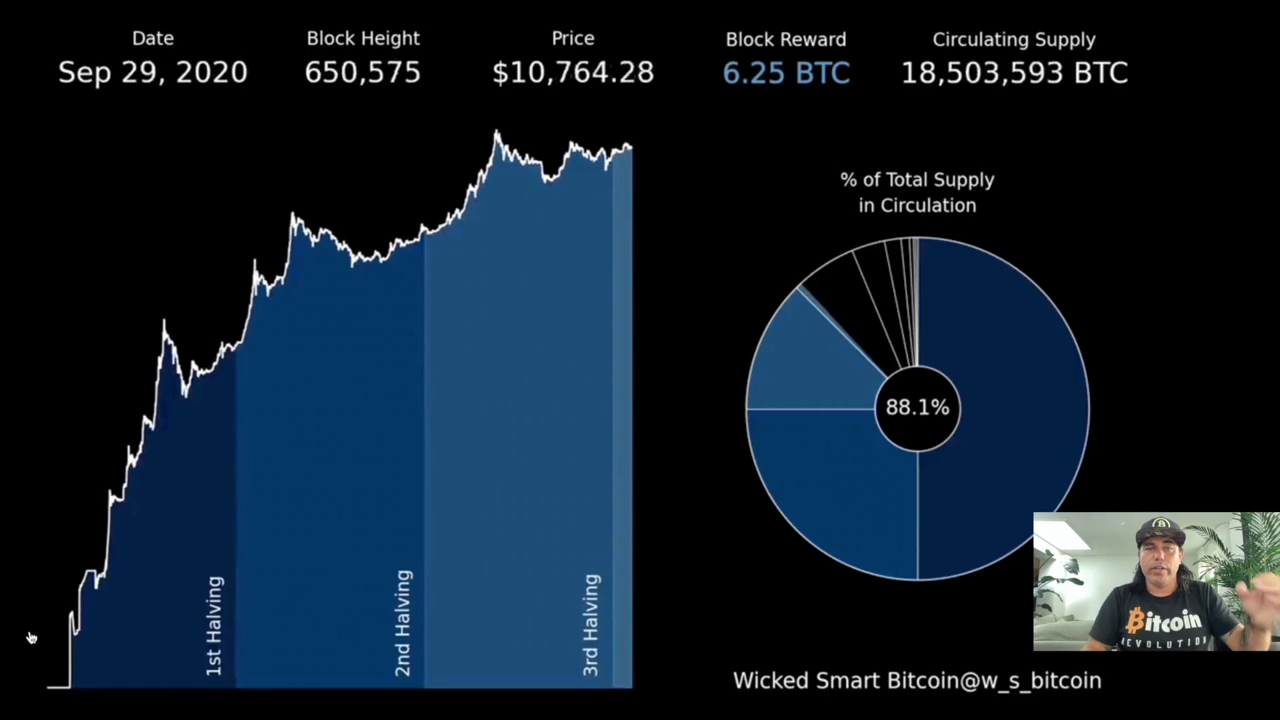 Date
Sep 29, 2020
Block Height
650,575
Price
$10,764.28
Block Reward
6.25 BTC
Circulating Supply
18,503,593 BTC
% of Total Supply
in Circulation
88.1%
1st Halving
2nd Halving
3rd Halving
Bitcoin
REVOLUTION
Wicked Smart Bitcoin@w_s_bitcoin